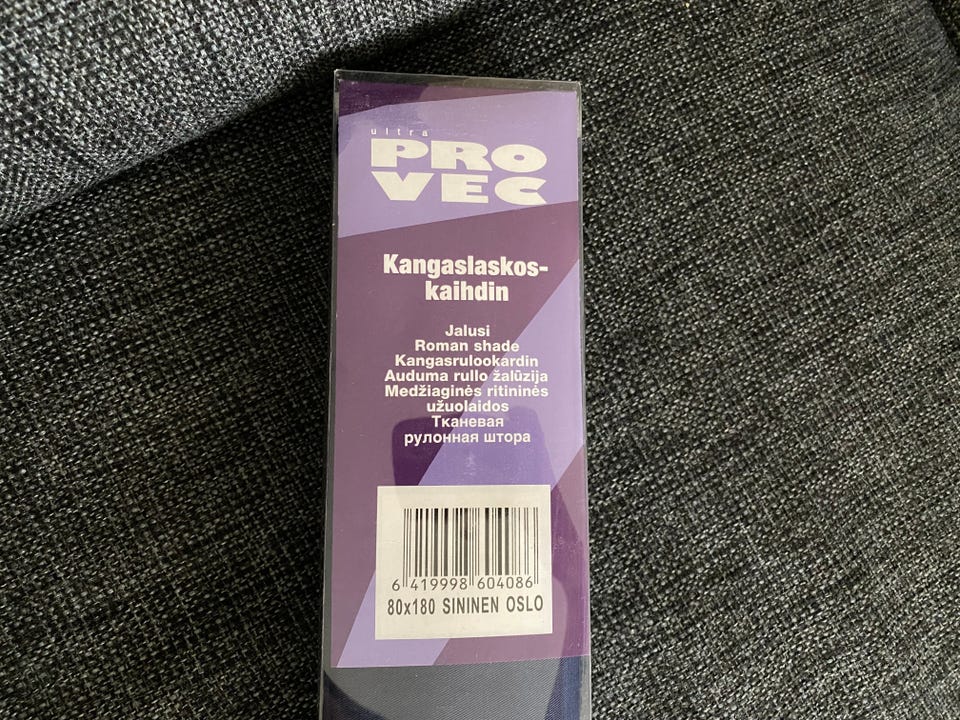 ultra
PRO
VEC
Kangaslaskos-
kaihdin
Jalusi
Roman shade
Kangasrulookardin
Auduma rullo žalūzija
Medžiaginės ritininės
užuolaidos
Тканевая
рулонная штора
6 419998 604086
80x180 SININEN OSLO